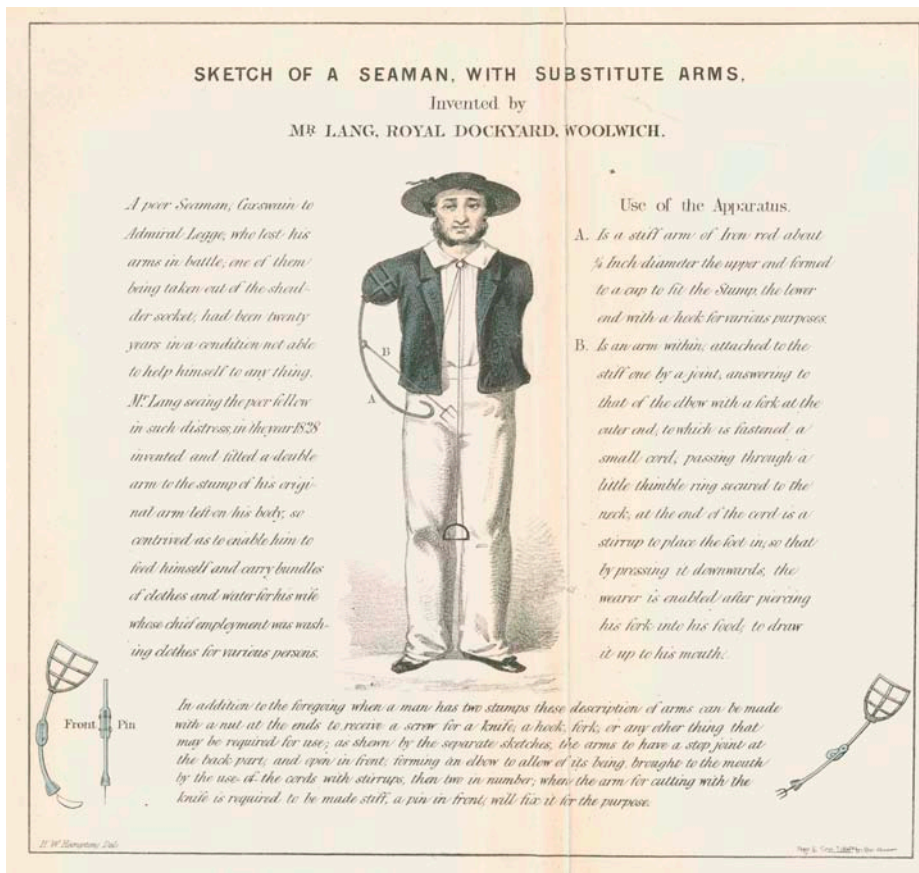 SKETCH OF A SEAMAN, WITH SUBSTITUTE ARMS,
Invented by
MR. LANG, ROYAL DOCKYARD, WOOLWICH.
A poor Seaman, Coxswain to
Admiral Legge, who lost his
arms in battle, one of them
being taken out of the shoul-
der socket, had been twenty
years in a condition not able
to help himself to any thing.
Mr. Lang seeing the poor fellow
in such distress, in the year 1828
invented and fitted a double
arm to the stump of his origi-
nal arm left on his body, so
contrived as to enable him to
feed himself and carry bundles
of clothes and water for his wife
whose chief employment was wash-
ing clothes for various persons.
B
A
Use of the Apparatus.
A. Is a stiff arm of Iron rod about
¼ Inch diameter the upper end formed
to a cup to fit the Stump, the lower
end with a hook for various purposes.
B. Is an arm within, attached to the
stiff one by a joint, answering to
that of the elbow with a fork at the
outer end, to which is fastened a
small cord, passing through a
little thimble ring secured to the
neck, at the end of the cord is a
stirrup to place the foot in, so that
by pressing it downwards, the
wearer is enabled after piercing
his fork into his food, to draw
it up to his mouth.
Front
Pin
In addition to the foregoing when a man has two stumps these description of arms can be made
with a nut at the ends to receive a screw for a knife, a hook, fork, or any other thing that
may be required for use, as shewn by the separate sketches, the arms to have a stop joint at
the back part, and open in front, forming an elbow to allow of its being, brought to the mouth
by the use of the cords with stirrups, then two in number, when the arm for cutting with the
knife is required to be made stiff, a pin in front, will fix it for the purpose.